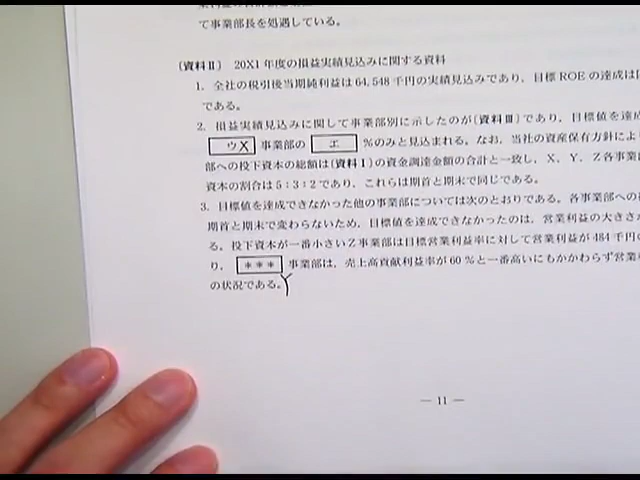 て事業部長を処遇している。
(資料Ⅱ) 20X1年度の損益実績見込みに関する資料
1. 全社の税引後当期純利益は64,548千円の実績見込みであり、目標ROEの達成は
である。
2. 損益実績見込みに関して事業部別に示したのが(資料Ⅲ)であり、目標値を達成
ウX 事業部の エ %のみと見込まれる。なお、当社の資産保有方針によ
部への投下資本の総額は(資料Ⅰ)の資金調達金額の合計と一致し、X、Y、Z各事業
資本の割合は5:3:2であり、これらは期首と期末で同じである。
3. 目標値を達成できなかった他の事業部については次のとおりである。各事業部への
期首と期末で変わらないため、目標値を達成できなかったのは、営業利益の大きさ
る。投下資本が一番小さいZ事業部は目標営業利益率に対して営業利益が484千円
り、 *** 事業部は、売上高貢献利益率が60%と一番高いにもかかわらず営業
の状況である。Y
— 11 —